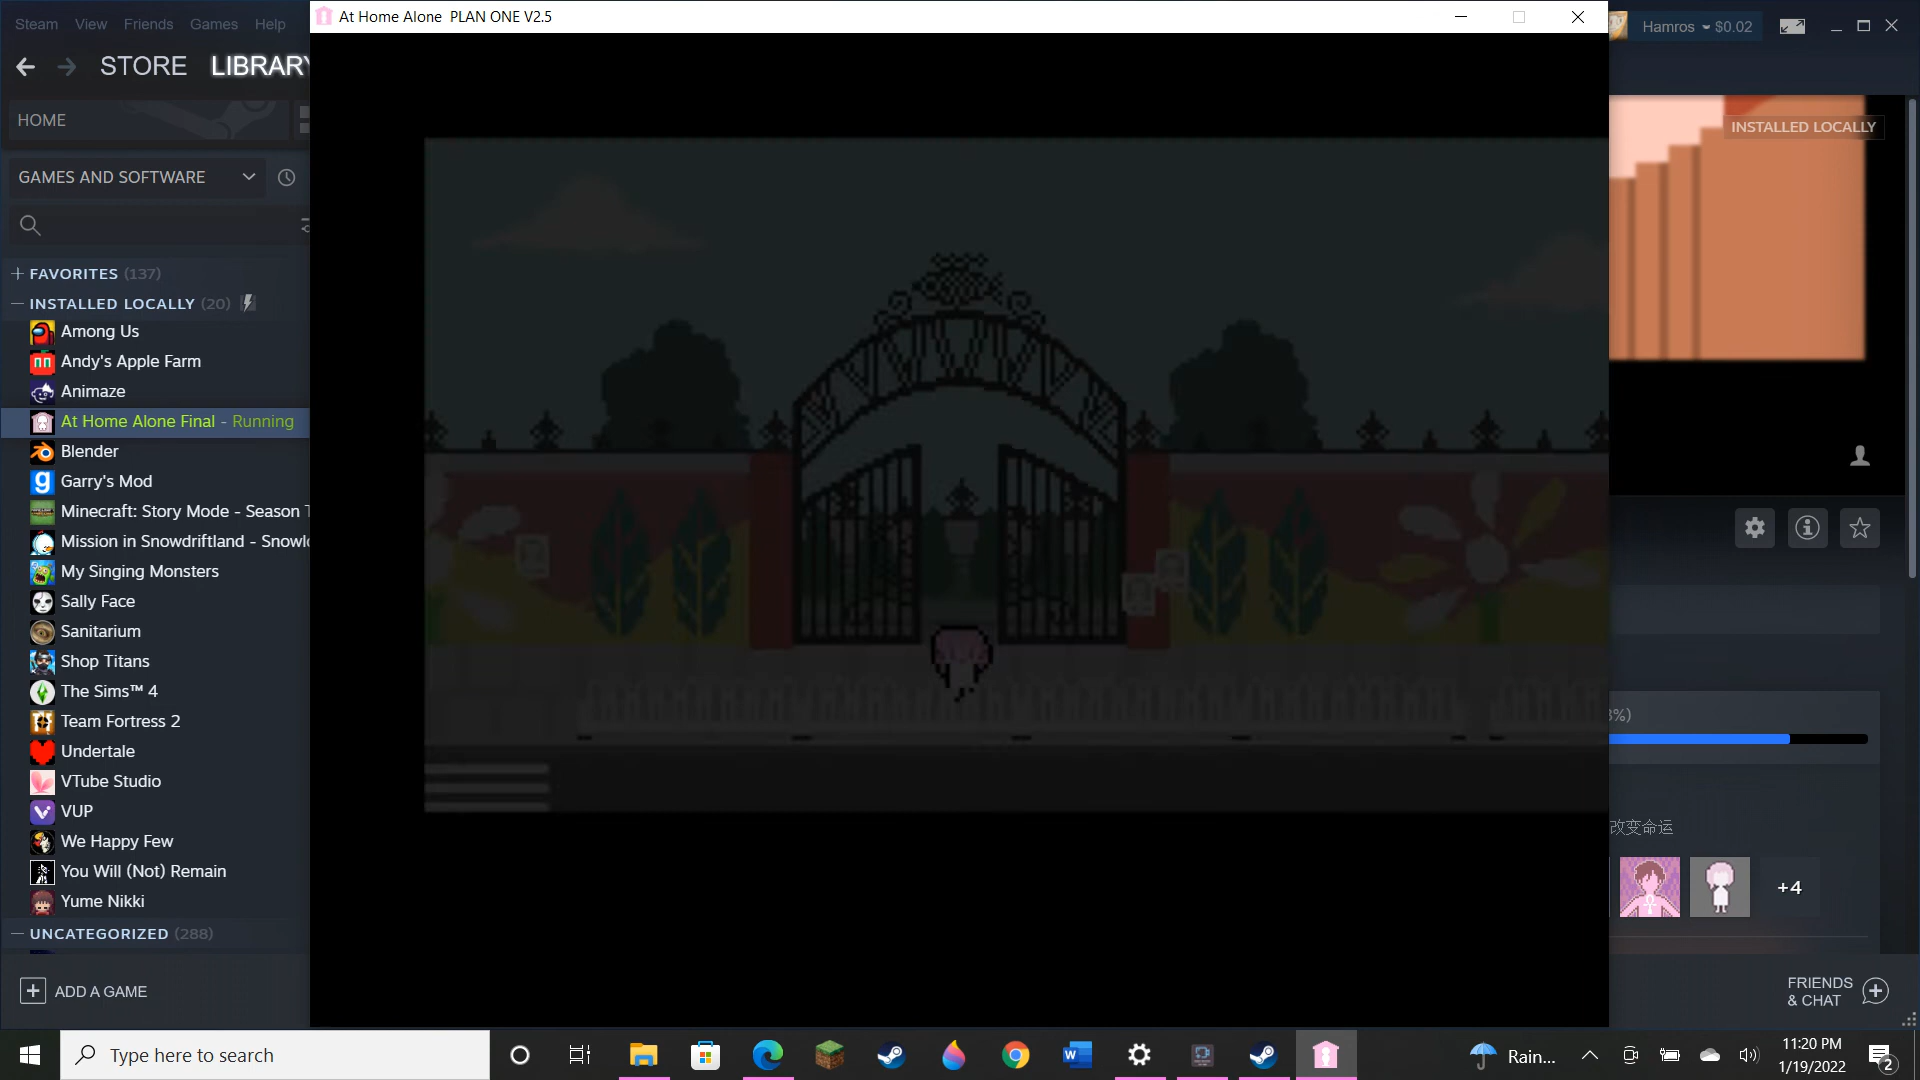 At Home Alone  PLAN ONE V2.5
Steam View Friends Games Help
Hamros $0.02
STORE LIBRARY
HOME
INSTALLED LOCALLY
GAMES AND SOFTWARE
FAVORITES (137)
INSTALLED LOCALLY (20)
Among Us
Andy's Apple Farm
Animaze
At Home Alone Final - Running
Blender
Garry's Mod
Minecraft: Story Mode - Season
Mission in Snowdriftland -
My Singing Monsters
Sally Face
Sanitarium
Shop Titans
The Sims™ 4
Team Fortress 2
%)
Undertale
VTube Studio
VUP
改变命运
We Happy Few
You Will (Not) Remain
+4
Yume Nikki
UNCATEGORIZED (288)
ADD A GAME
FRIENDS
& CHAT
Type here to search
Rain...
11:20 PM
1/19/2022
2